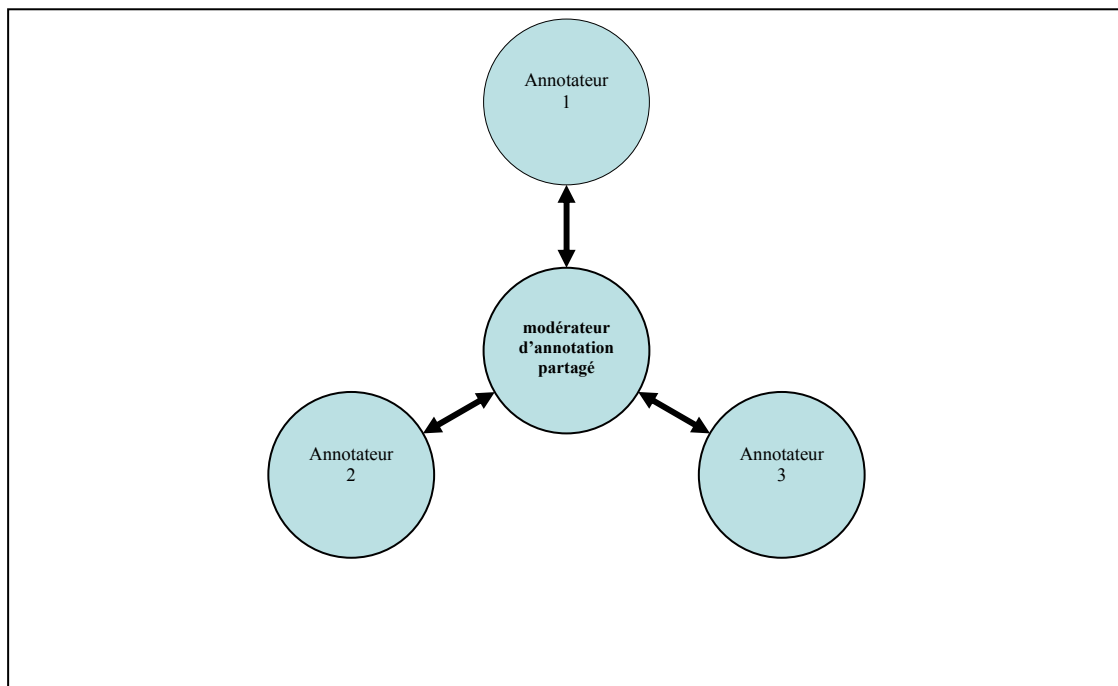 Annotateur
1
modérateur
d’annotation
partagé
Annotateur
2
Annotateur
3